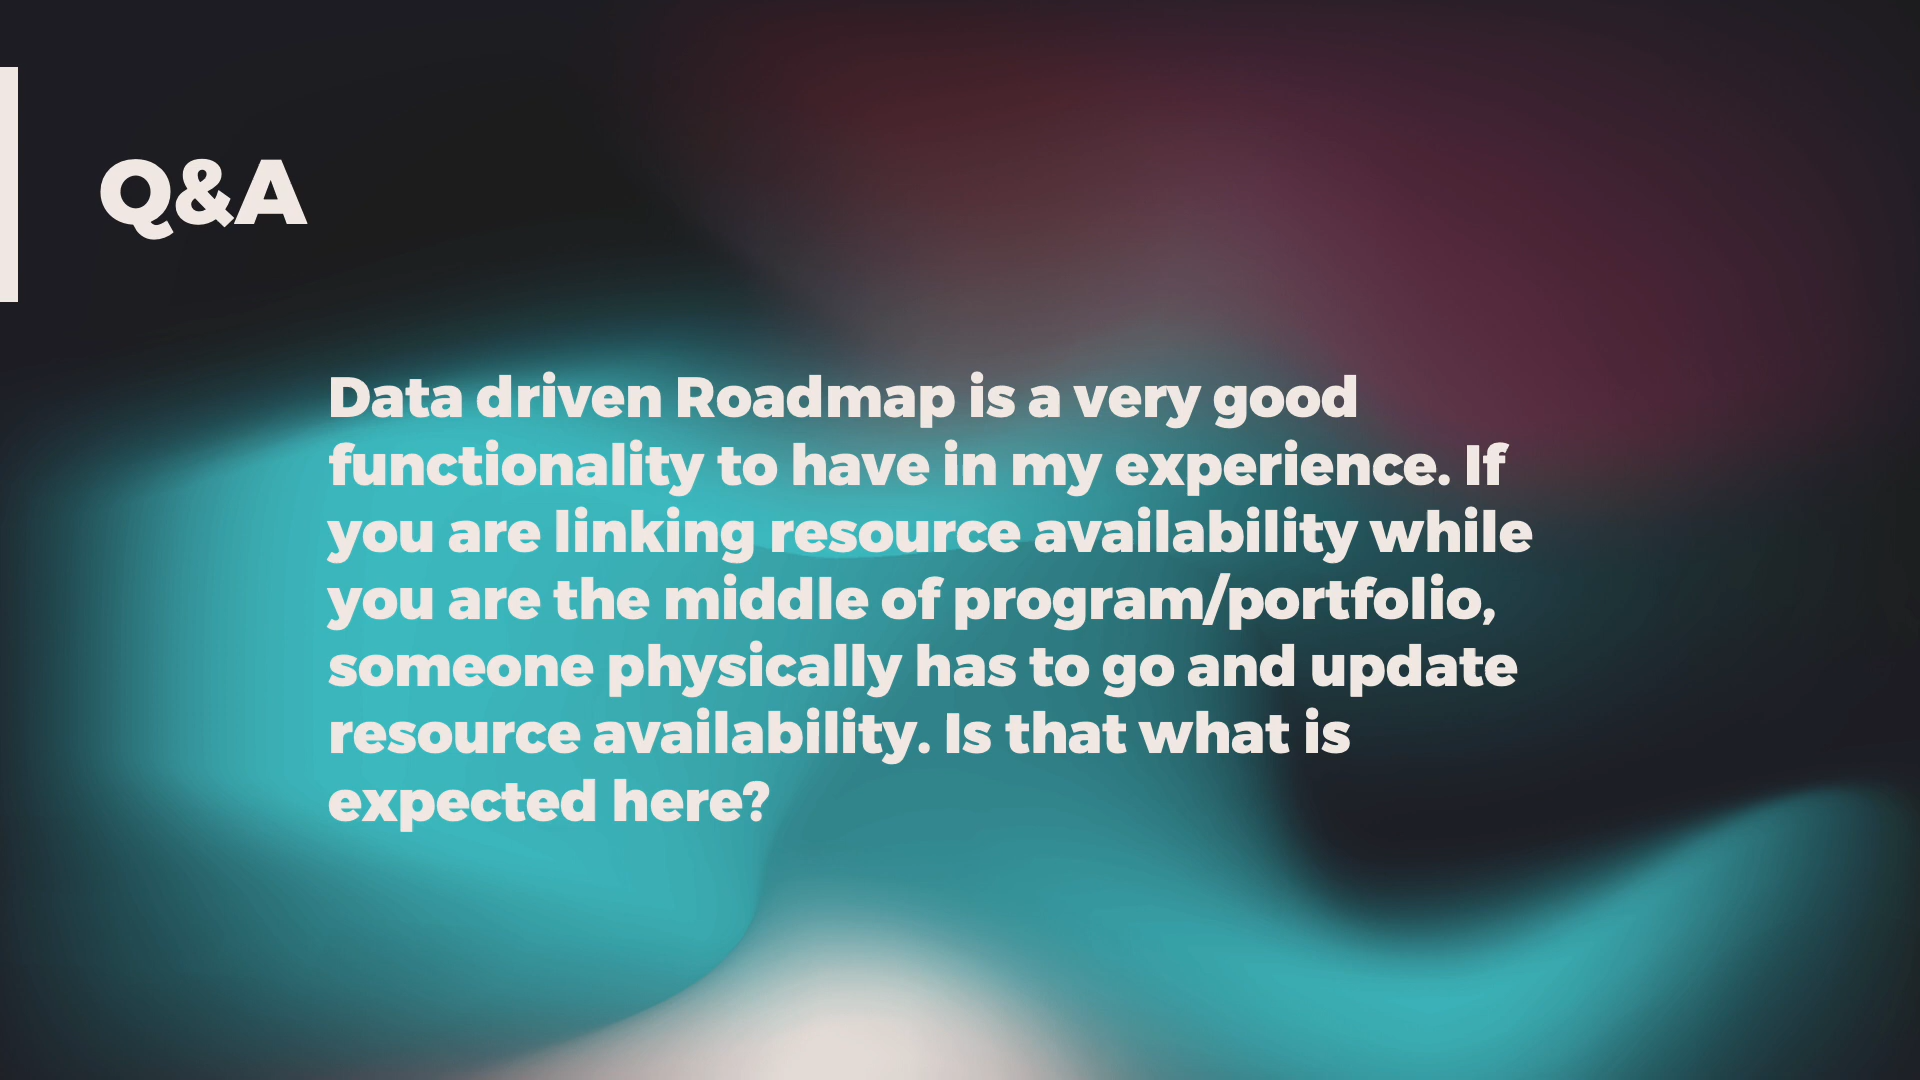 Q&A
Data driven Roadmap is a very good
functionality to have in my experience. If
you are linking resource availability while
you are the middle of program/portfolio,
someone physically has to go and update
resource availability. Is that what is
expected here?